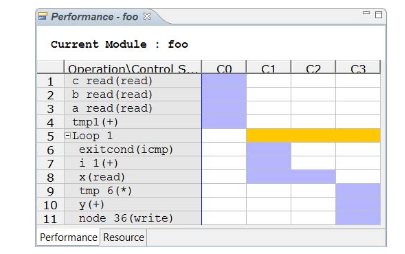 Performance - foo
Current Module : foo
Operation\Control S... C0 C1 C2 C3
1 c read(read)
2 b read(read)
3 a read(read)
4 tmp1(+)
5 Loop 1
6 exitcond(icmp)
7 i 1(+)
8 x(read)
9 tmp 6(*)
10 y(+)
11 node 36(write)
Performance Resource